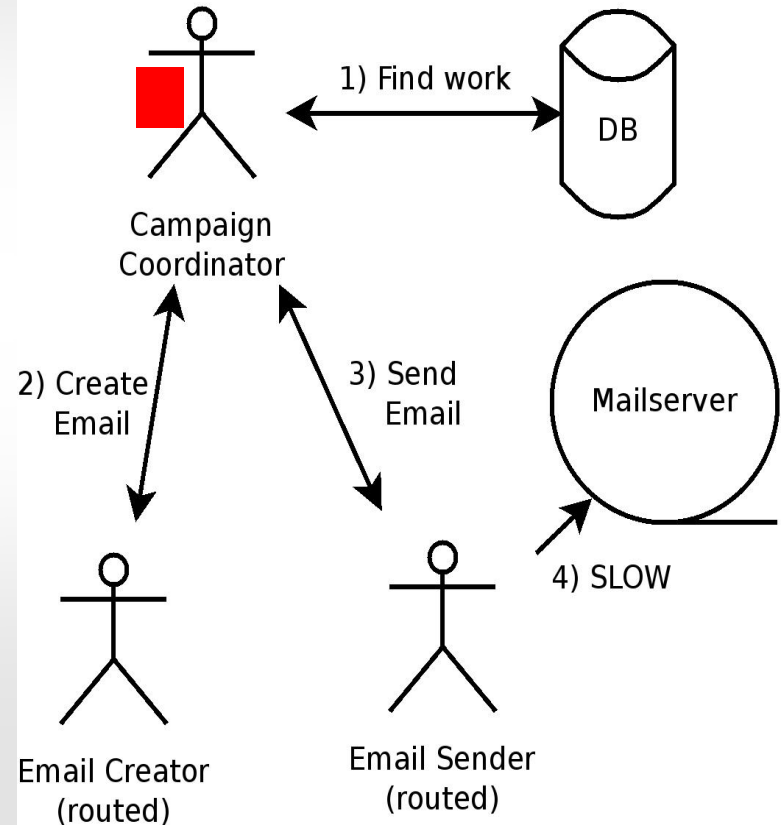 1) Find work
DB
Campaign
Coordinator
2) Create
Email
3) Send
Email
Mailserver
4) SLOW
Email Creator
(routed)
Email Sender
(routed)